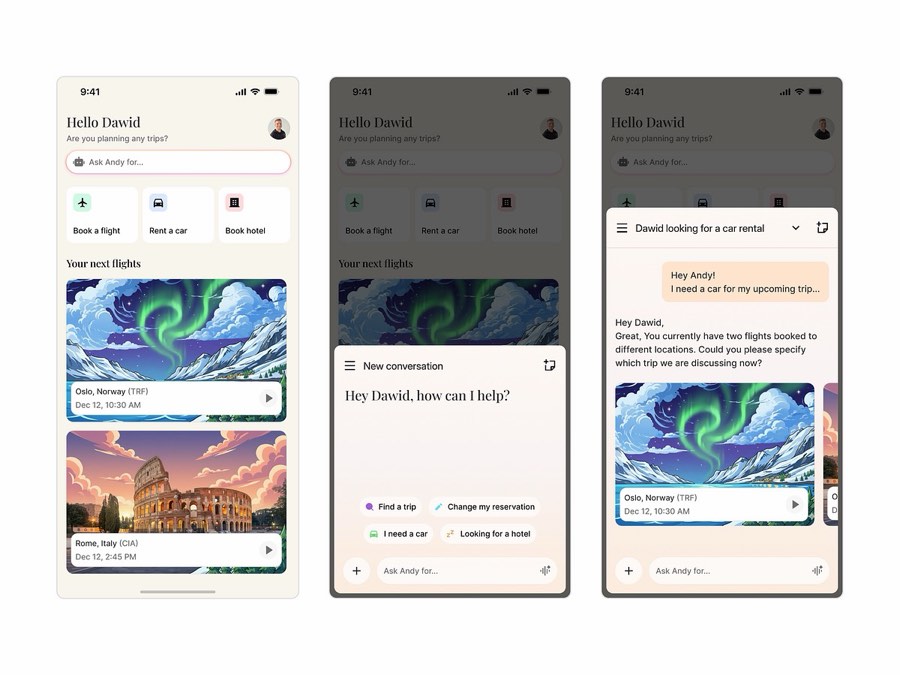 9:41
Hello Dawid
Are you planning any trips?
Ask Andy for...
Book a flight
Rent a car
Book hotel
Your next flights
Oslo, Norway (TRF)
Dec 12, 10:30 AM
Rome, Italy (CIA)
Dec 12, 2:45 PM
9:41
Hello Dawid
Are you planning any trips?
Ask Andy for...
Book a flight
Rent a car
Book hotel
Your next flights
New conversation
Hey Dawid, how can I help?
Find a trip
Change my reservation
I need a car
Looking for a hotel
Ask Andy for...
9:41
Hello Dawid
Are you planning any trips?
Ask Andy for...
Dawid looking for a car rental
Hey Andy!
I need a car for my upcoming trip...
Hey Dawid,
Great, You currently have two flights booked to
different locations. Could you please specify
which trip we are discussing now?
Oslo, Norway (TRF)
Dec 12, 10:30 AM
Ask Andy for...